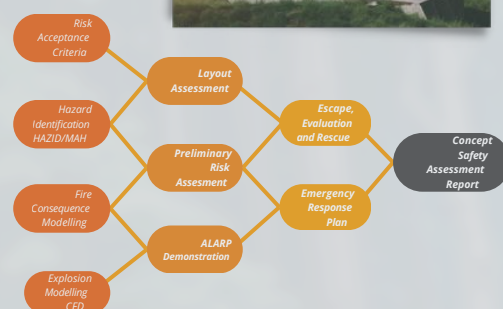 Risk
Acceptance
Criteria
Hazard
Identification
HAZID/MAH
Fire
Consequence
Modelling
Explosion
Modelling
CFD
Layout
Assessment
Preliminary
Risk
Assesment
ALARP
Demonstration
Escape,
Evaluation
and Rescue
Emergency
Response
Plan
Concept
Safety
Assessment
Report